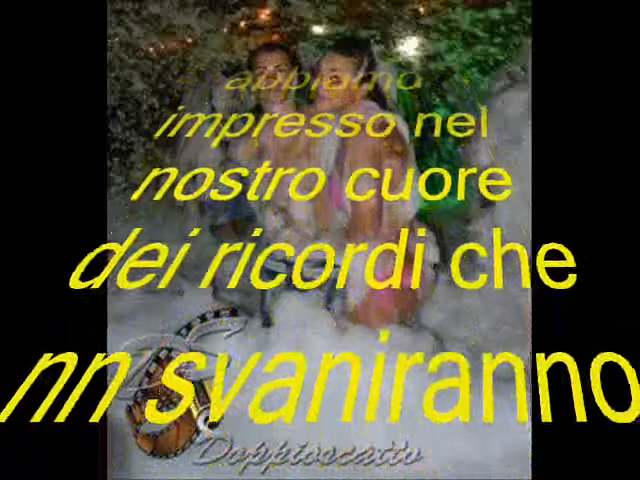 abbiamo
impresso nel
nostro cuore
dei ricordi che
nn svaniranno
Doppioscatto